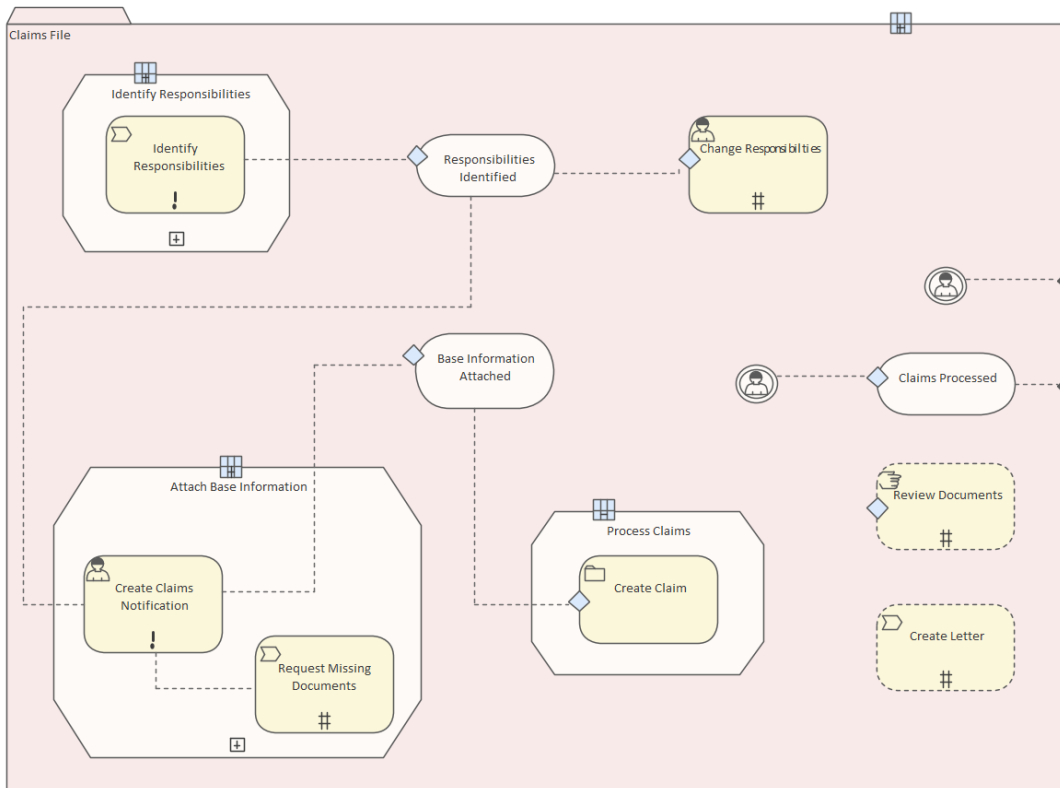 Claims File
Identify Responsibilities
Identify
Responsibilities
Responsibilities
Identified
Change Responsibilties
Base Information
Attached
Claims Processed
Attach Base Information
Review Documents
Process Claims
Create Claims
Notification
Create Claim
Create Letter
Request Missing
Documents